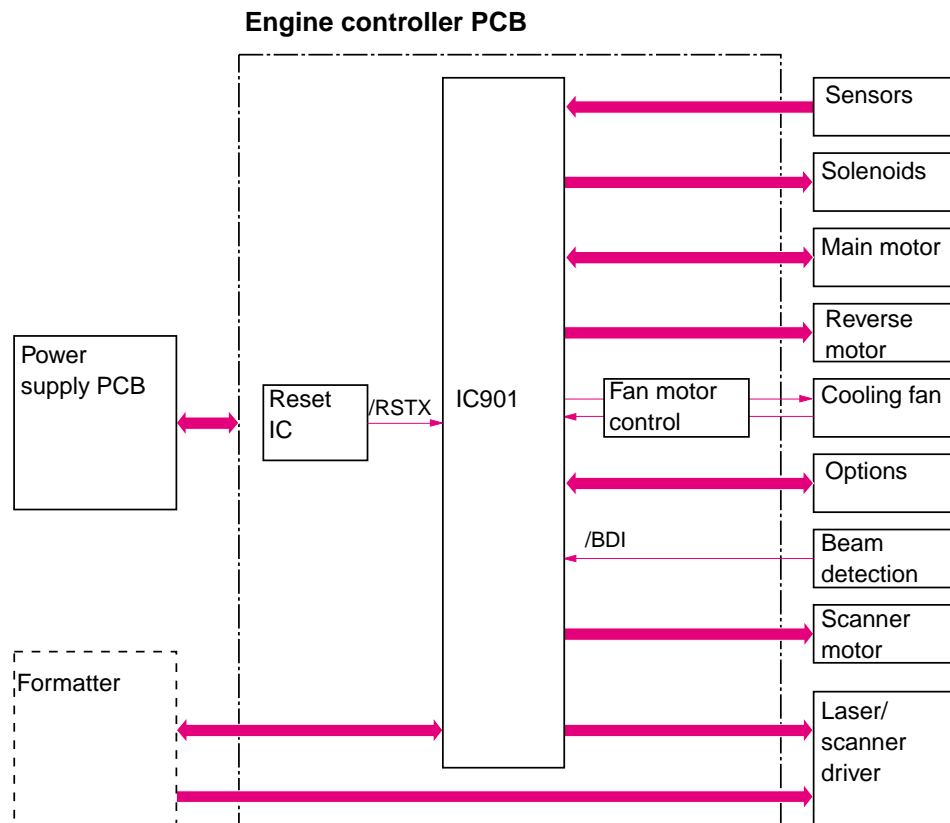 Engine controller PCB
Sensors
Solenoids
Main motor
Reverse
motor
Power
supply PCB
Reset
IC
/RSTX
IC901
Fan motor
control
Cooling fan
Options
/BDI
Beam
detection
Scanner
motor
Formatter
Laser/
scanner
driver